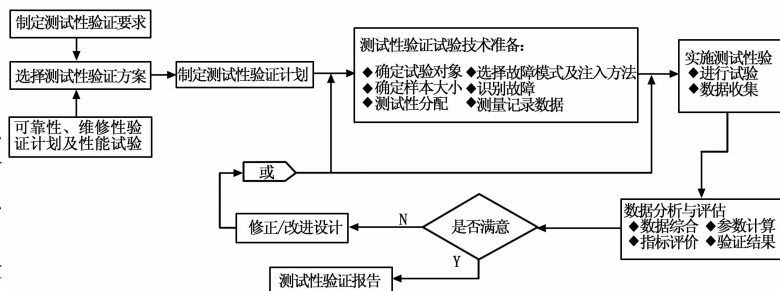 制定测试性验证要求
选择测试性验证方案
可靠性、维修性验
证计划及性能试验
制定测试性验证计划
测试性验证试验技术准备：
◆确定试验对象 ◆选择故障模式及注入方法
◆确定样本大小 ◆识别故障
◆测试性分配 ◆测量记录数据
实施测试性验
◆进行试验
◆数据收集
或
数据分析与评估
◆数据综合 ◆参数计算
◆指标评价 ◆验证结果
是否满意
N
Y
修正/改进设计
测试性验证报告